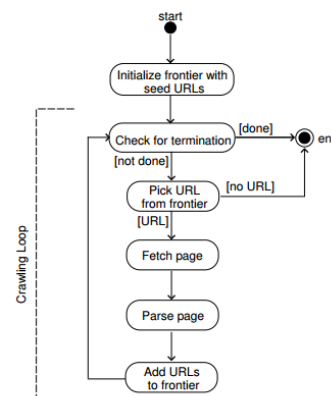 start
Initialize frontier with
seed URLs
Check for termination
[done]
en
[not done]
Pick URL
from frontier
[no URL]
[URL]
Crawling Loop
Fetch page
Parse page
Add URLs
to frontier